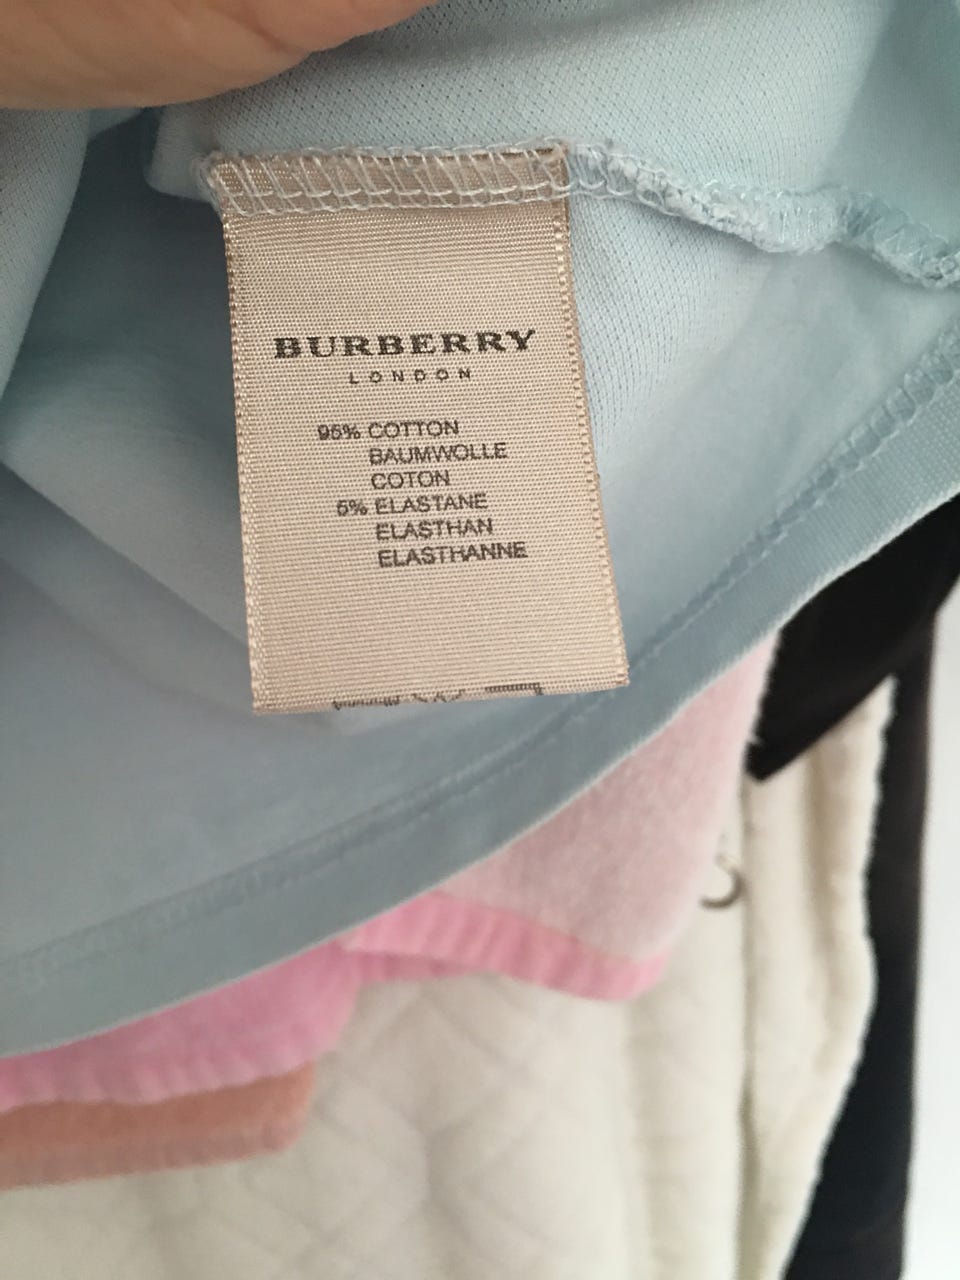 BURBERRY
LONDON
95% COTTON
BAUMWOLLE
COTON
5% ELASTANE
ELASTHAN
ELASTHANNE